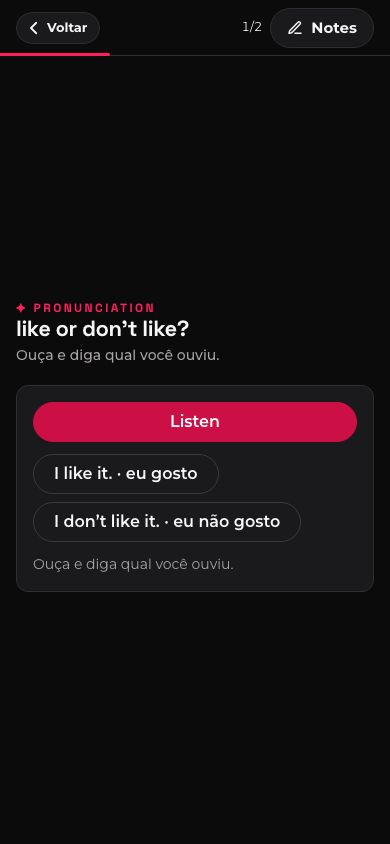 Voltar
1/2
Notes
PRONUNCIATION
like or don’t like?
Ouça e diga qual você ouviu.
Listen
I like it. · eu gosto
I don’t like it. · eu não gosto
Ouça e diga qual você ouviu.